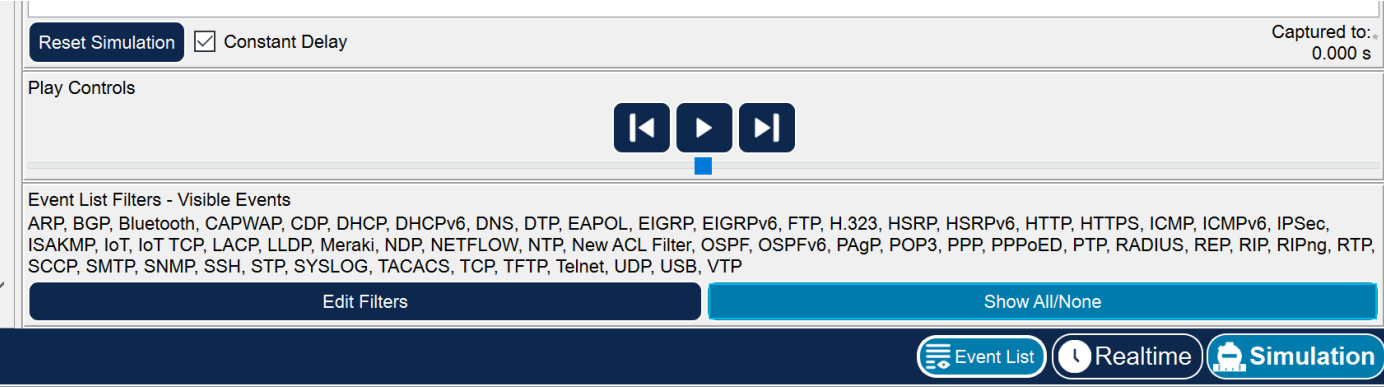 Reset Simulation Constant Delay Captured to:*
0.000 s
Play Controls
Event List Filters - Visible Events
ARP, BGP, Bluetooth, CAPWAP, CDP, DHCP, DHCPv6, DNS, DTP, EAPOL, EIGRP, EIGRPv6, FTP, H.323, HSRP, HSRPv6, HTTP, HTTPS, ICMP, ICMPv6, IPSec,
ISAKMP, IoT, IoT TCP, LACP, LLDP, Meraki, NDP, NETFLOW, NTP, New ACL Filter, OSPF, OSPFv6, PAgP, POP3, PPP, PPPoED, PTP, RADIUS, REP, RIP, RIPng, RTP,
SCCP, SMTP, SNMP, SSH, STP, SYSLOG, TACACS, TCP, TFTP, Telnet, UDP, USB, VTP
Edit Filters Show All/None
Event List Realtime Simulation